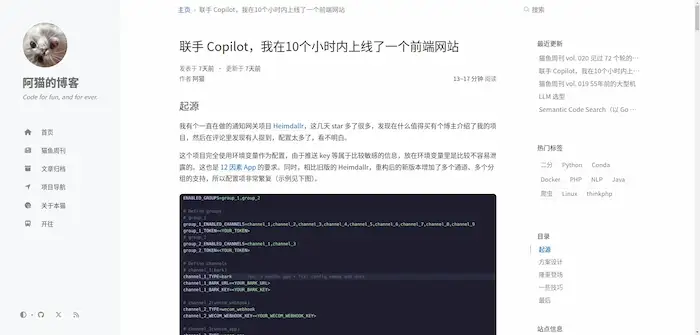 主页 › 联手 Copilot，我在10个小时内上线了一个前端网站
搜索
阿猫的博客
Code for fun, and for ever.
首页
猫鱼周刊
文章归档
项目导航
关于本猫
开往
联手 Copilot，我在10个小时内上线了一个前端网站
发表于 7天前 • 更新于 7天前
作者 阿猫
13~17 分钟 阅读
起源
我有个一直在做的通知网关项目 Heimdallr，这几天 star 多了很多，发现在什么值得买有个博主介绍了我的项
目，然后在评论里发现有人提到，配置太多了，看不明白。
这个项目完全使用环境变量作为配置，由于推送 key 等属于比较敏感的信息，放在环境变量里是比较不容易泄
露的。这也是 12 因素 App 的要求。同时，相比旧版的 Heimdallr，重构后的新版本增加了多个通道、多个分
组的支持，所以配置项非常繁复（示例见下图）。
ENABLED_GROUPS=group_1,group_2
# Define groups
# group_1
group_1_ENABLED_CHANNELS=channel_1,channel_2,channel_3,channel_4,channel_5,channel_6,channel_7,channel_8,channel_9
group_1_TOKEN=<YOUR_TOKEN>
# group_2
group_2_ENABLED_CHANNELS=channel_1,channel_3
group_2_TOKEN=<YOUR_TOKEN>
# Define channels
# channel_1(bark)
channel_1_TYPE=bark
channel_1_BARK_URL=<YOUR_BARK_URL>
channel_1_BARK_KEY=<YOUR_BARK_KEY>
# channel_2(wecom_webhook)
channel_2_TYPE=wecom_webhook
channel_2_WECOM_WEBHOOK_KEY=<YOUR_WECOM_WEBHOOK_KEY>
最近更新
猫鱼周刊 vol. 020 见过 72 个轮的...
联手 Copilot，我在10个小时内上...
猫鱼周刊 vol. 019 55年前的大型机
LLM 选型
Semantic Code Search（以 Go ...
热门标签
二分 Python Conda
Docker PHP NLP Java
爬虫 Linux thinkphp
目录
起源
方案设计
隆重登场
一些技巧
最后
站点信息